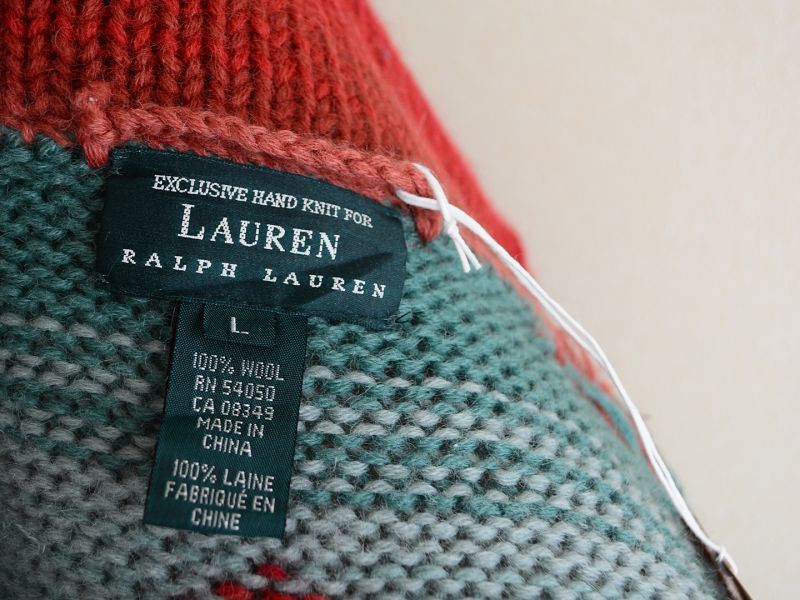 EXCLUSIVE HAND KNIT FOR
LAUREN
RALPH LAUREN
L
100% WOOL
RN 54050
CA 08349
MADE IN
CHINA
100% LAINE
FABRIQUÉ EN
CHINE